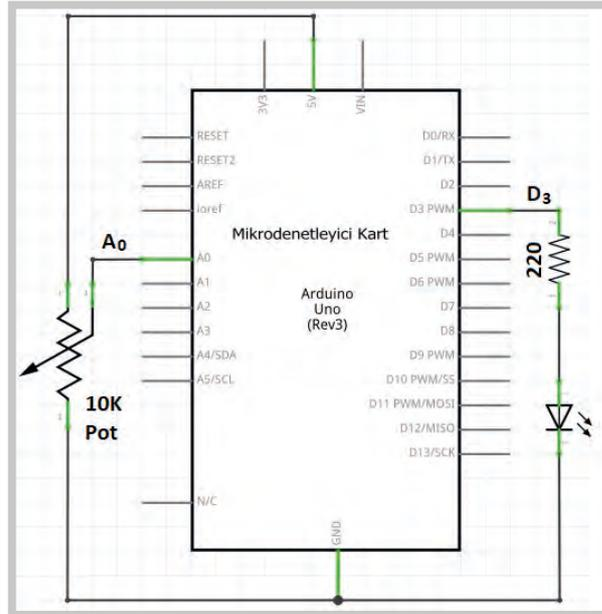 3V3
5V
VIN
RESET
RESET2
AREF
ioref
A0
A1
A2
A3
A4/SDA
A5/SCL
N/C
D0/RX
D1/TX
D2
D3 PWM
D4
D5 PWM
D6 PWM
D7
D8
D9 PWM
D10 PWM/SS
D11 PWM/MOSI
D12/MISO
D13/SCK
GND
Mikrodenetleyici Kart
Arduino
Uno
(Rev3)
A0
10K
Pot
D3
220